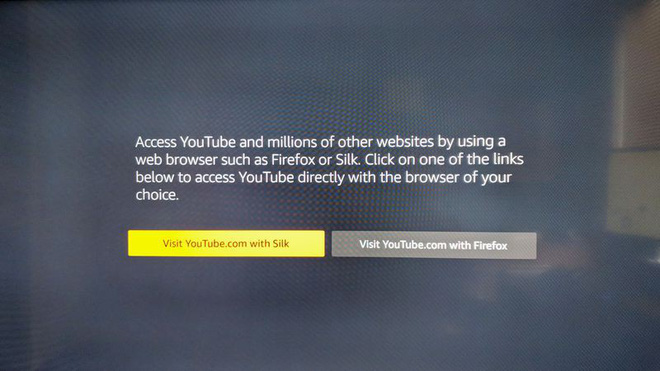 Access YouTube and millions of other websites by using a
web browser such as Firefox or Silk. Click on one of the links
below to access YouTube directly with the browser of your
choice.
Visit YouTube.com with Silk
Visit YouTube.com with Firefox